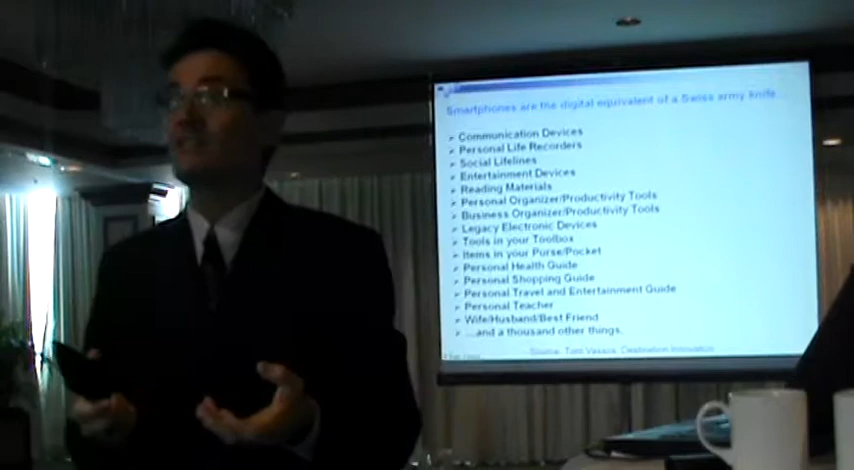 Smartphones are the digital equivalent of a Swiss army knife
➢ Communication Devices
➢ Personal Life Recorders
➢ Social Lifelines
➢ Entertainment Devices
➢ Reading Materials
➢ Personal Organizer/Productivity Tools
➢ Business Organizer/Productivity Tools
➢ Legacy Electronic Devices
➢ Tools in your Toolbox
➢ Items in your Purse/Pocket
➢ Personal Health Guide
➢ Personal Shopping Guide
➢ Personal Travel and Entertainment Guide
➢ Personal Teacher
➢ Wife/Husband/Best Friend
➢ ...and a thousand other things.
Source: Tom Vassos, Destination Innovation